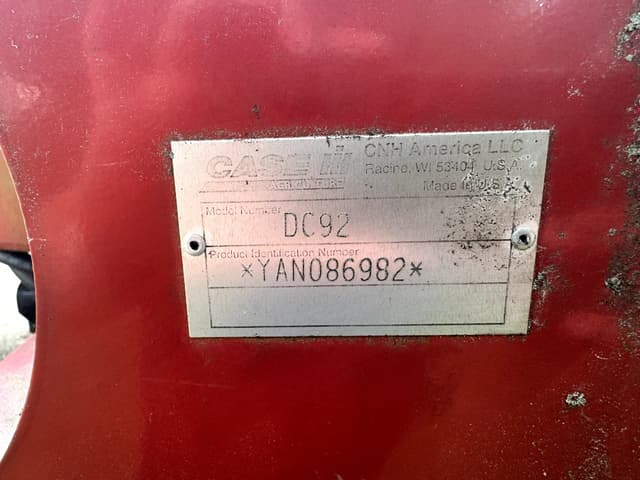 CASE IH
AGRICULTURE
CNH America LLC
Racine, WI 53404 U.S.A.
Made in U.S.A.
Model Number
DC92
Product Identification Number
*YAN086982*